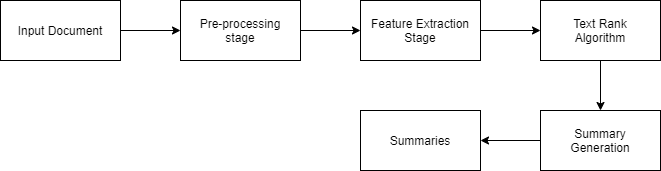 Input Document
Pre-processing
stage
Feature Extraction
Stage
Text Rank
Algorithm
Summaries
Summary
Generation